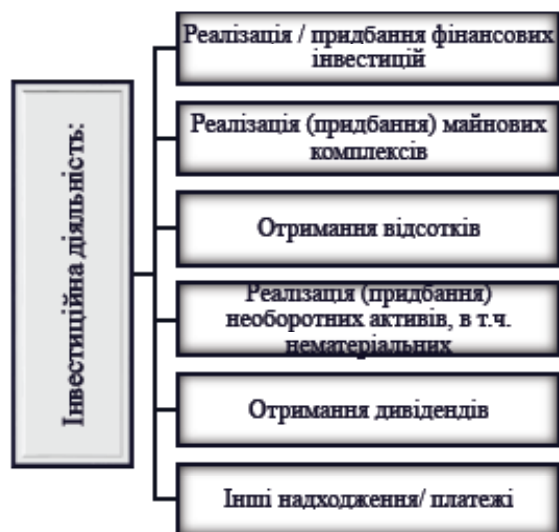 Інвестиційна діяльність:
Реалізація / придбання фінансових
інвестицій
Реалізація (придбання) майнових
комплексів
Отримання відсотків
Реалізація (придбання)
необоротних активів, в т.ч.
нематеріальних
Отримання дивідендів
Інші надходження/ платежі